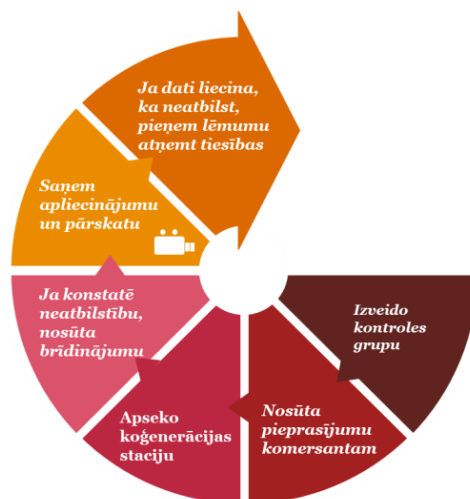 Ja dati liecina,
ka neatbilst,
pieņem lēmumu
atņemt tiesības
Saņem
apliecinājumu
un pārskatu
Ja konstatē
neatbilstību,
nosūta
brīdinājumu
Apseko
koģenerācijas
staciju
Nosūta
pieprasījumu
komersantam
Izveido
kontroles
grupu